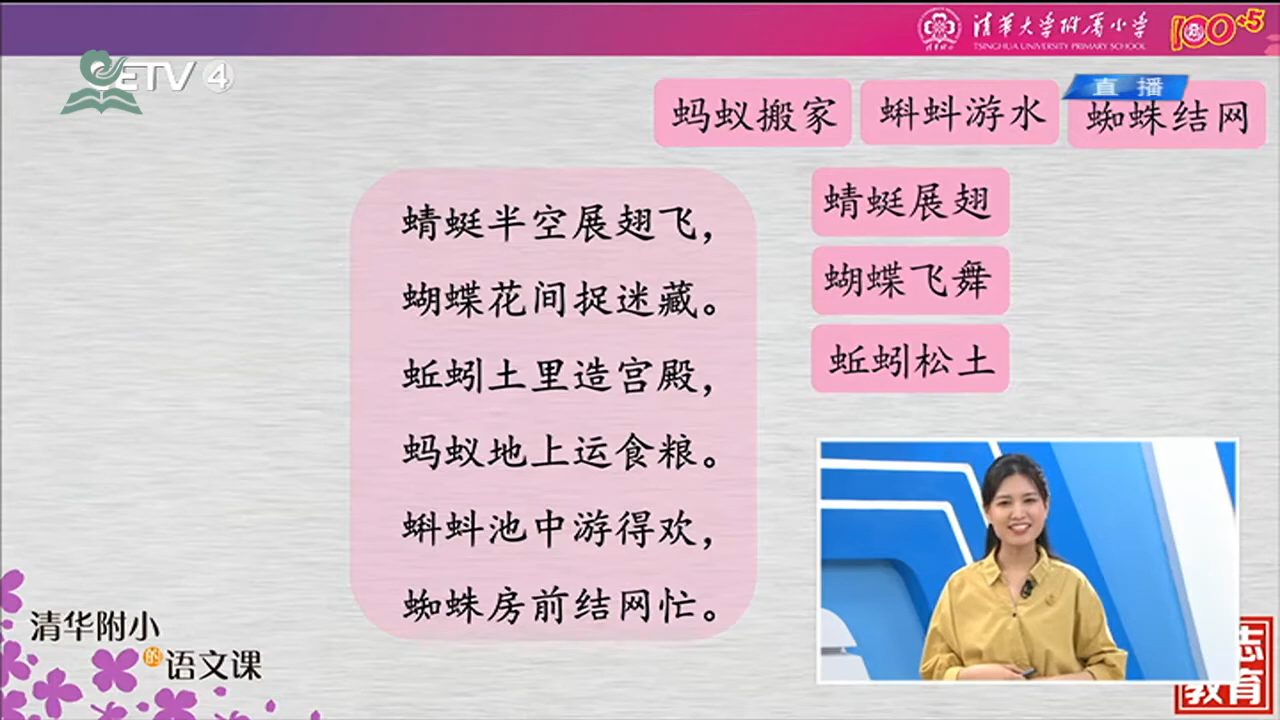 清華大学附属小学
TSINGHUA UNIVERSITY PRIMARY SCHOOL
100+5
CETV 4
直播
蚂蚁搬家
蝌蚪游水
蜘蛛结网
蜻蜓半空展翅飞，
蝴蝶花间捉迷藏。
蚯蚓土里造宫殿，
蚂蚁地上运食粮。
蝌蚪池中游得欢，
蜘蛛房前结网忙。
蜻蜓展翅
蝴蝶飞舞
蚯蚓松土
清华附小
的语文课
志
教育